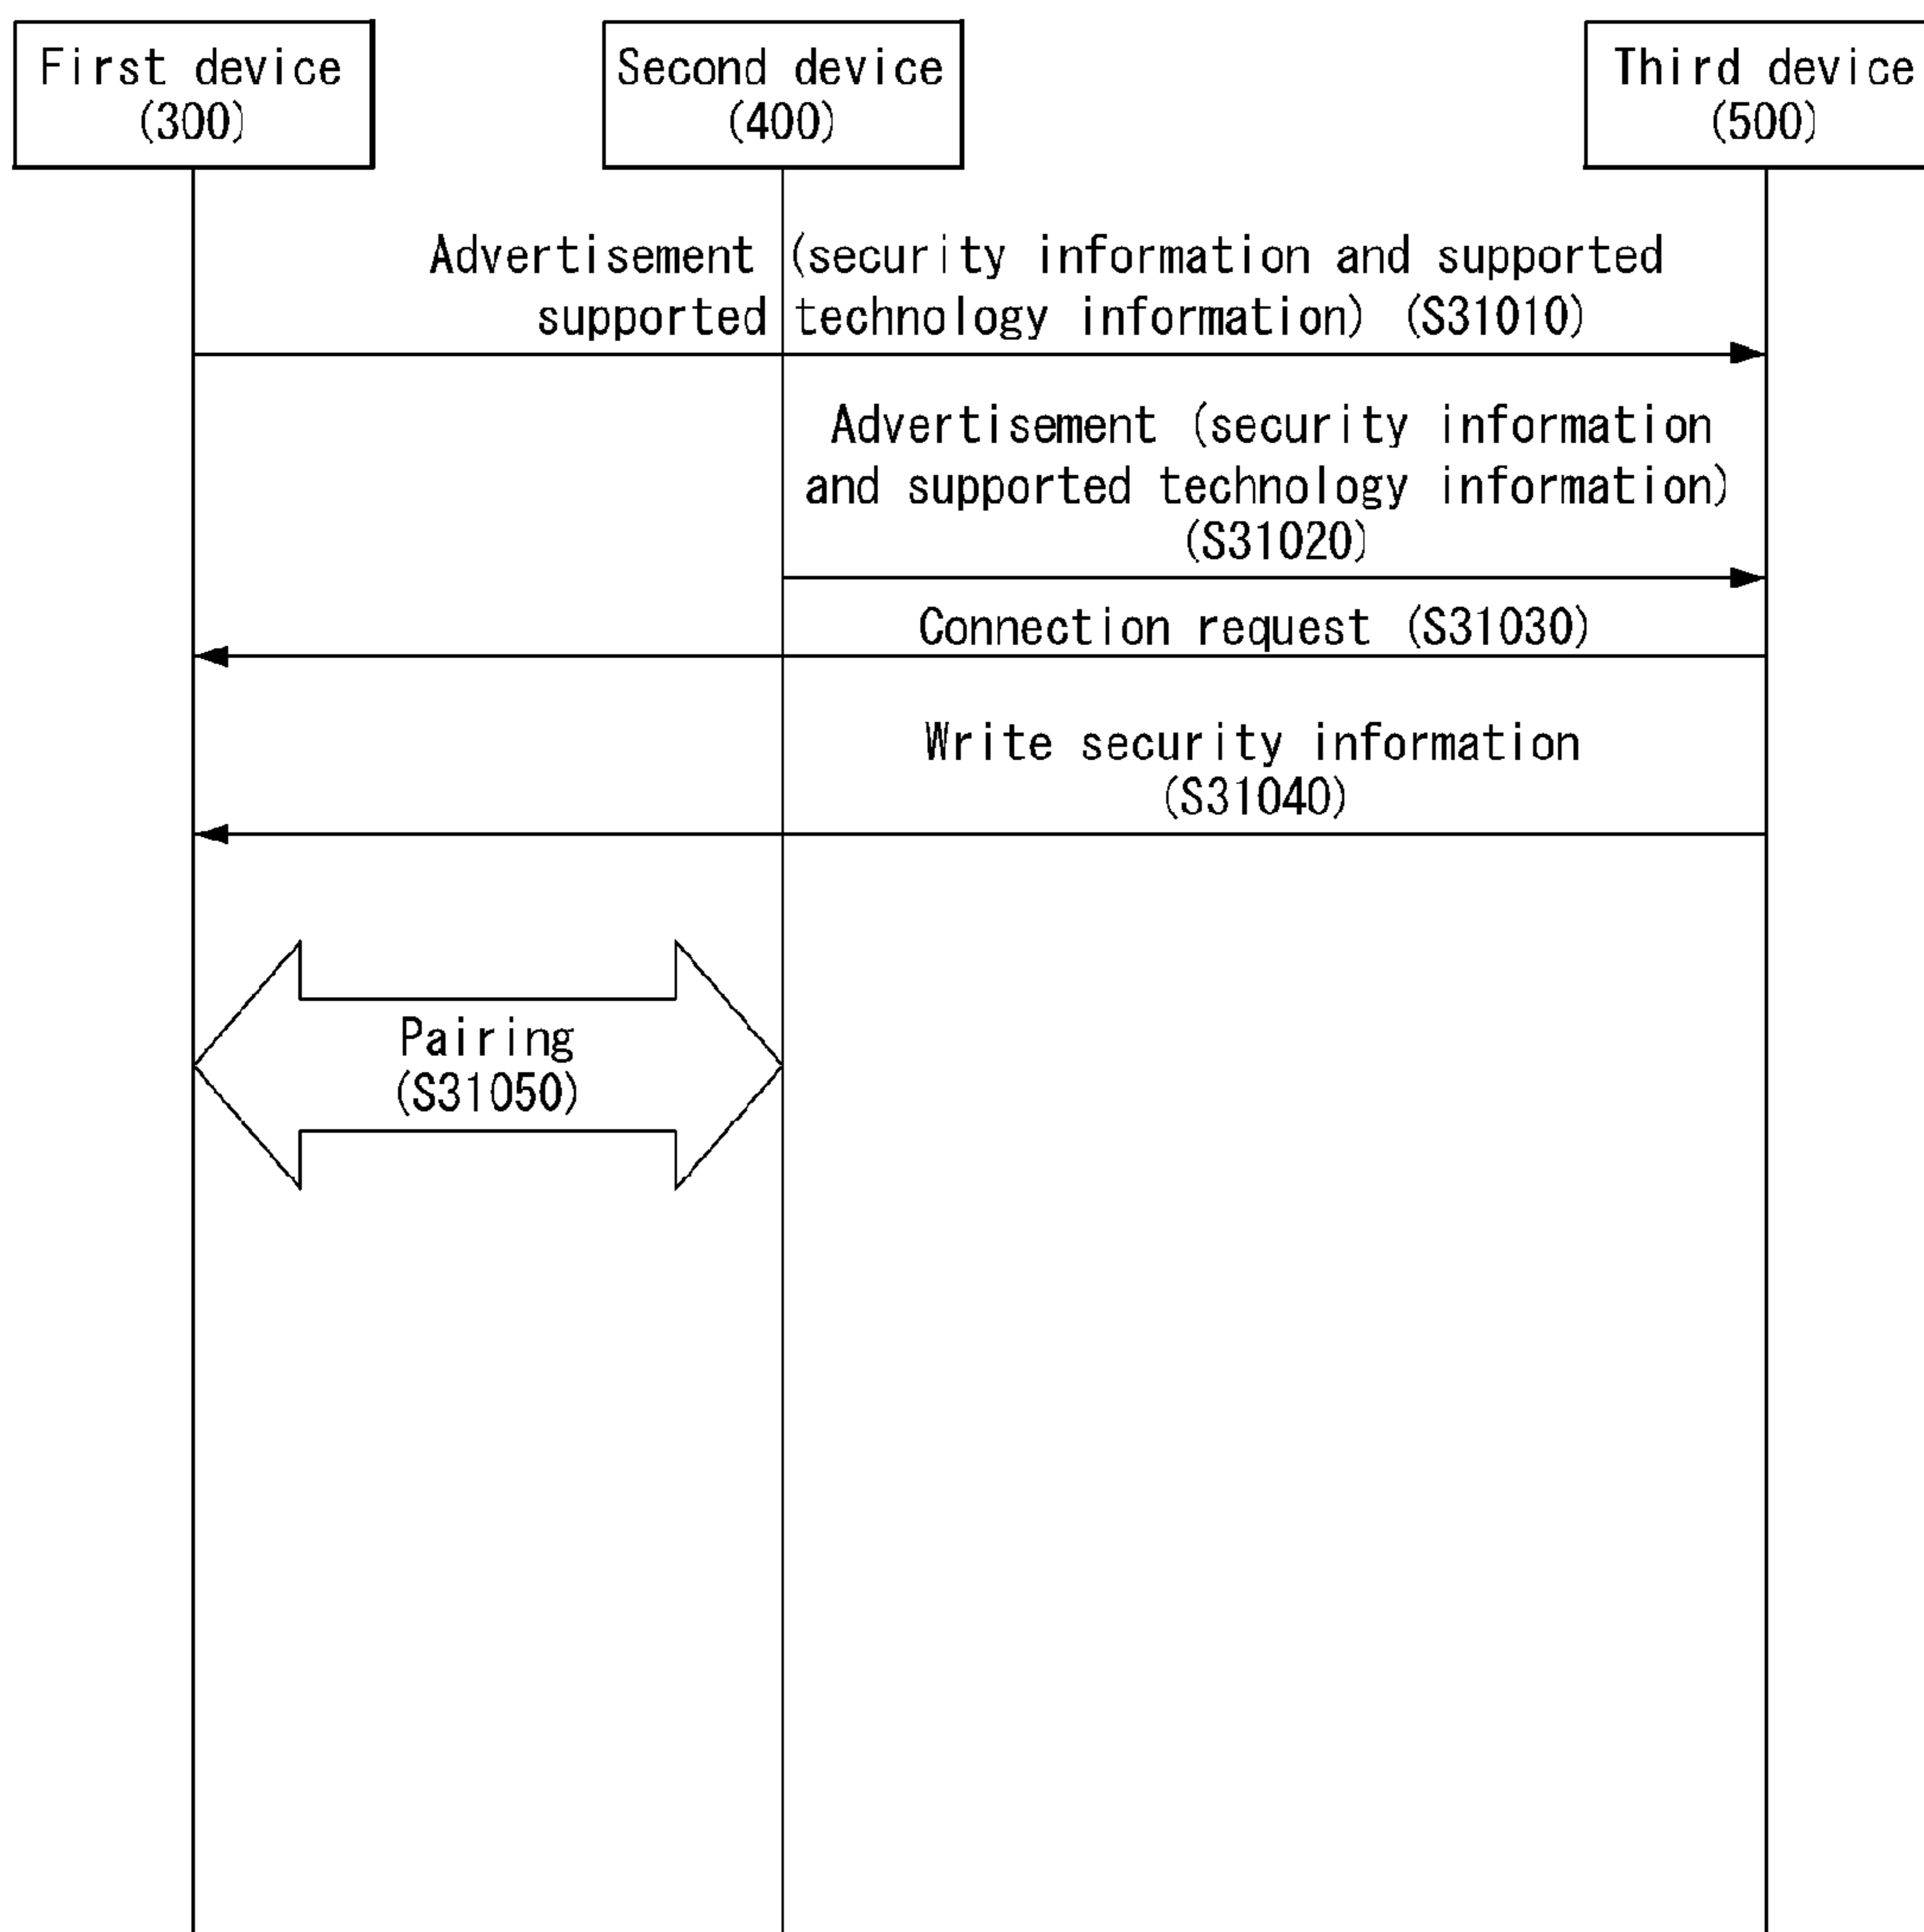 First device
(300)
Second device
(400)
Third device
(500)
Advertisement (security information and supported
supported technology information) (S31010)
Advertisement (security information
and supported technology information)
(S31020)
Connection request (S31030)
Write security information
(S31040)
Pairing
(S31050)